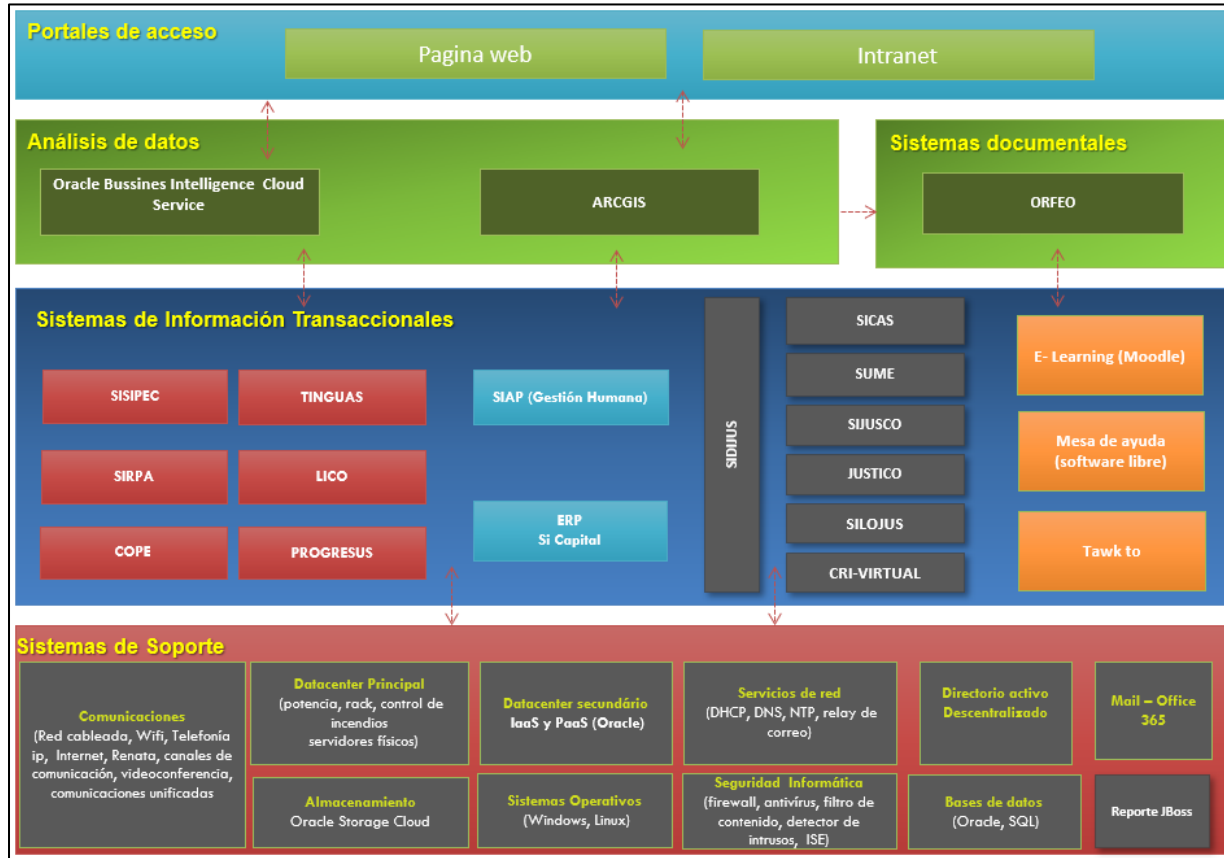 Portales de acceso
Pagina web
Intranet
Análisis de datos
Oracle Bussines Intelligence Cloud
Service
ARCGIS
Sistemas documentales
ORFEO
Sistemas de Información Transaccionales
SISIPEC
TINGUAS
SIRPA
LICO
COPE
PROGRESUS
SIAP (Gestión Humana)
ERP
Si Capital
SIDIJUS
SICAS
SUME
SIJUSCO
JUSTICO
SILOJUS
CRI-VIRTUAL
E- Learning (Moodle)
Mesa de ayuda
(software libre)
Tawk to
Sistemas de Soporte
Comunicaciones
(Red cableada, Wifi, Telefonía
ip, Internet, Renata, canales de
comunicación, videoconferencia,
comunicaciones unificadas
Datacenter Principal
(potencia, rack, control de
incendios
servidores físicos)
Almacenamiento
Oracle Storage Cloud
Datacenter secundário
IaaS y PaaS (Oracle)
Sistemas Operativos
(Windows, Linux)
Servicios de red
(DHCP, DNS, NTP, relay de
correo)
Seguridad Informática
(firewall, antivírus, filtro de
contenido, detector de
intrusos, ISE)
Directorio activo
Descentralizado
Bases de datos
(Oracle, SQL)
Mail – Office
365
Reporte JBoss